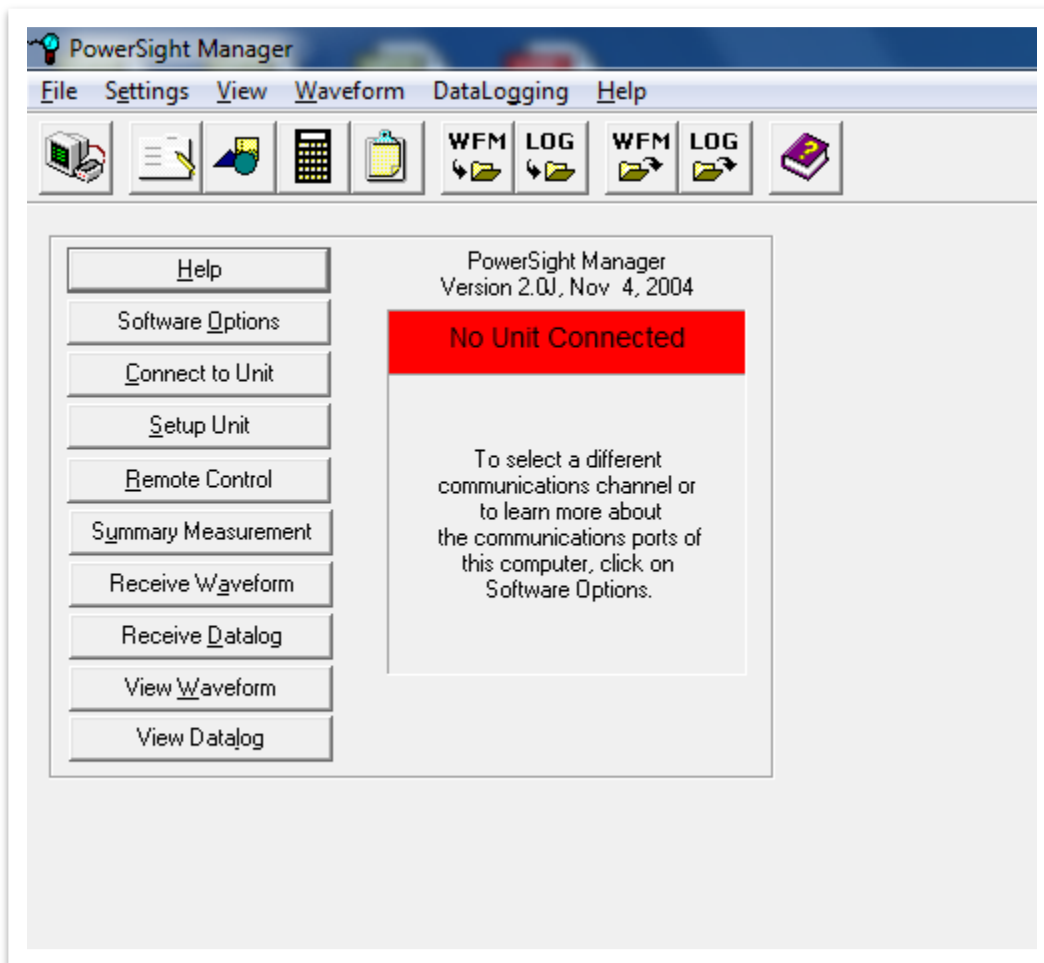 PowerSight Manager
File Settings View Waveform DataLogging Help
WFM LOG WFM LOG
?
Help
Software Options
Connect to Unit
Setup Unit
Remote Control
Summary Measurement
Receive Waveform
Receive Datalog
View Waveform
View Datalog
PowerSight Manager
Version 2.0J, Nov 4, 2004
No Unit Connected
To select a different
communications channel or
to learn more about
the communications ports of
this computer, click on
Software Options.